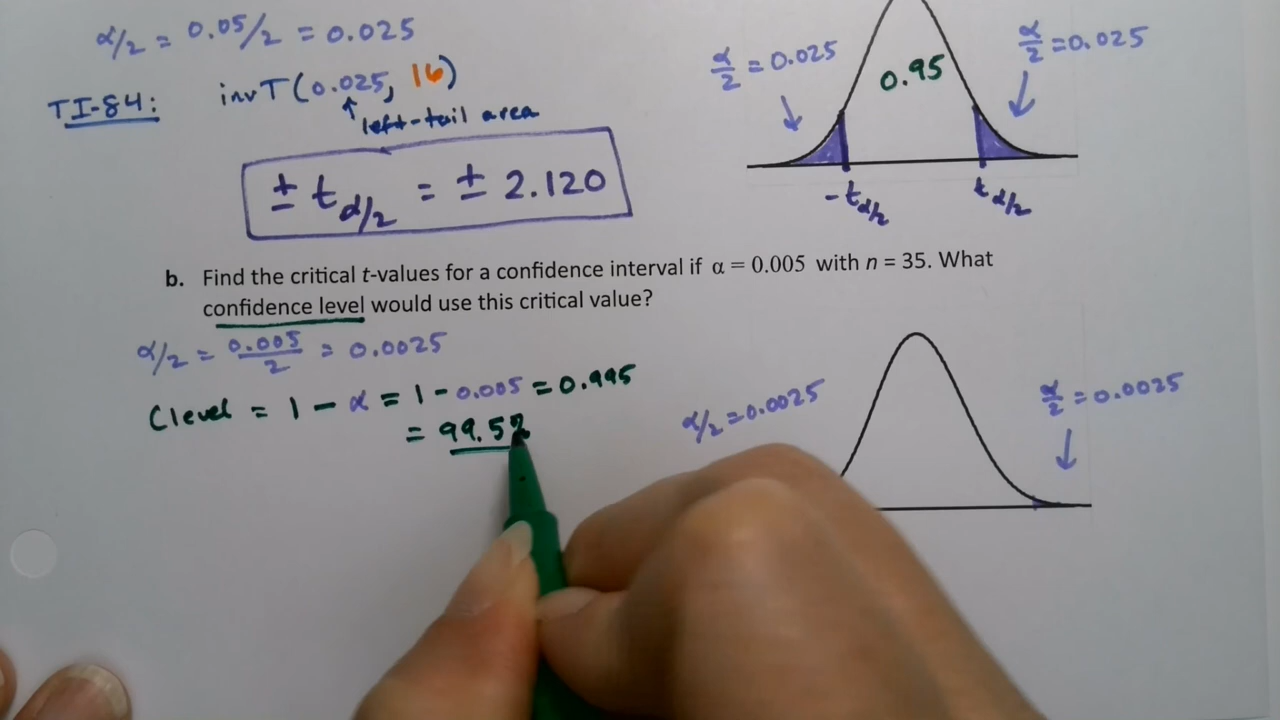 α/2 = 0.05/2 = 0.025
TI-84: invT(0.025, 16)
left-tail area
± tα/2 = ± 2.120
α/2 = 0.025
0.95
α/2 = 0.025
-tα/2
tα/2
b. Find the critical t-values for a confidence interval if α = 0.005 with n = 35. What
confidence level would use this critical value?
α/2 = 0.005/2 = 0.0025
Clevel = 1 - α = 1 - 0.005 = 0.995
= 99.5%
α/2 = 0.0025
α/2 = 0.0025